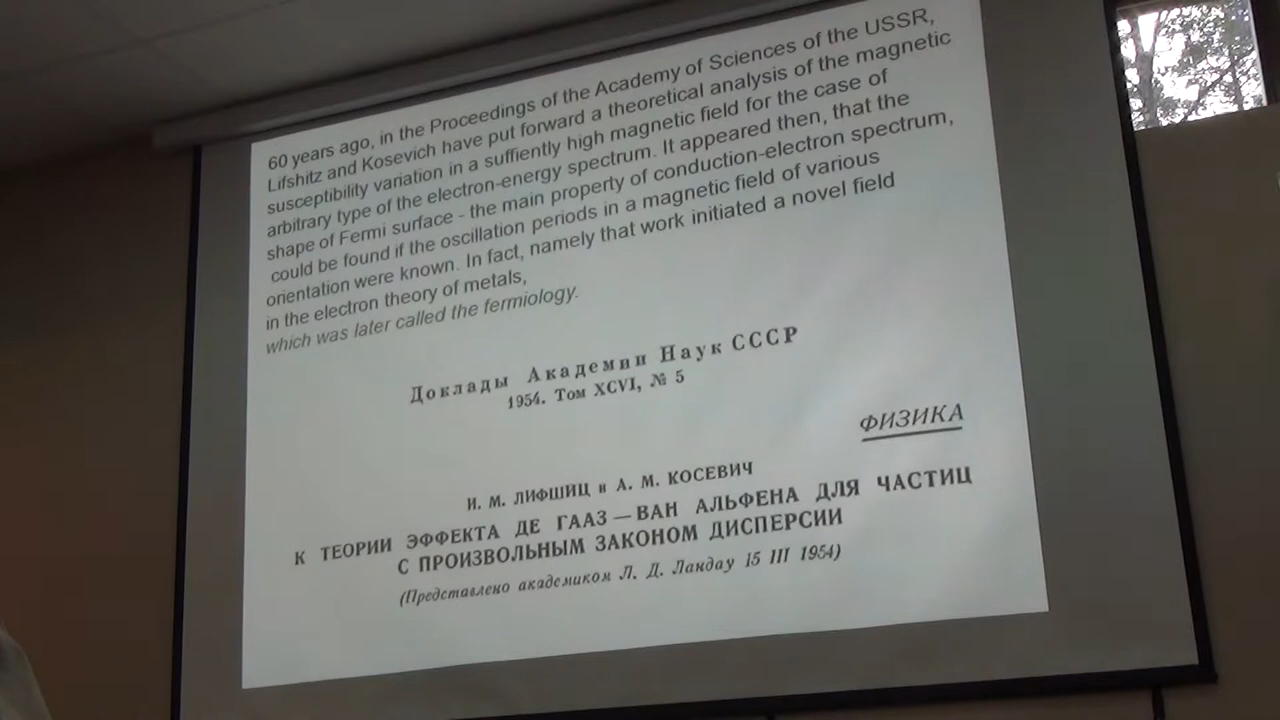 60 years ago, in the Proceedings of the Academy of Sciences of the USSR,
Lifshitz and Kosevich have put forward a theoretical analysis of the magnetic
susceptibility variation in a suffiently high magnetic field for the case of
arbitrary type of the electron-energy spectrum. It appeared then, that the
shape of Fermi surface - the main property of conduction-electron spectrum,
could be found if the oscillation periods in a magnetic field of various
orientation were known. In fact, namely that work initiated a novel field
in the electron theory of metals,
which was later called the fermiology.
Доклады Академии Наук СССР
1954. Том XCVI, № 5
ФИЗИКА
И. М. ЛИФШИЦ и А. М. КОСЕВИЧ
К ТЕОРИИ ЭФФЕКТА ДЕ ГААЗ — ВАН АЛЬФЕНА ДЛЯ ЧАСТИЦ
С ПРОИЗВОЛЬНЫМ ЗАКОНОМ ДИСПЕРСИИ
(Представлено академиком Л. Д. Ландау 15 III 1954)